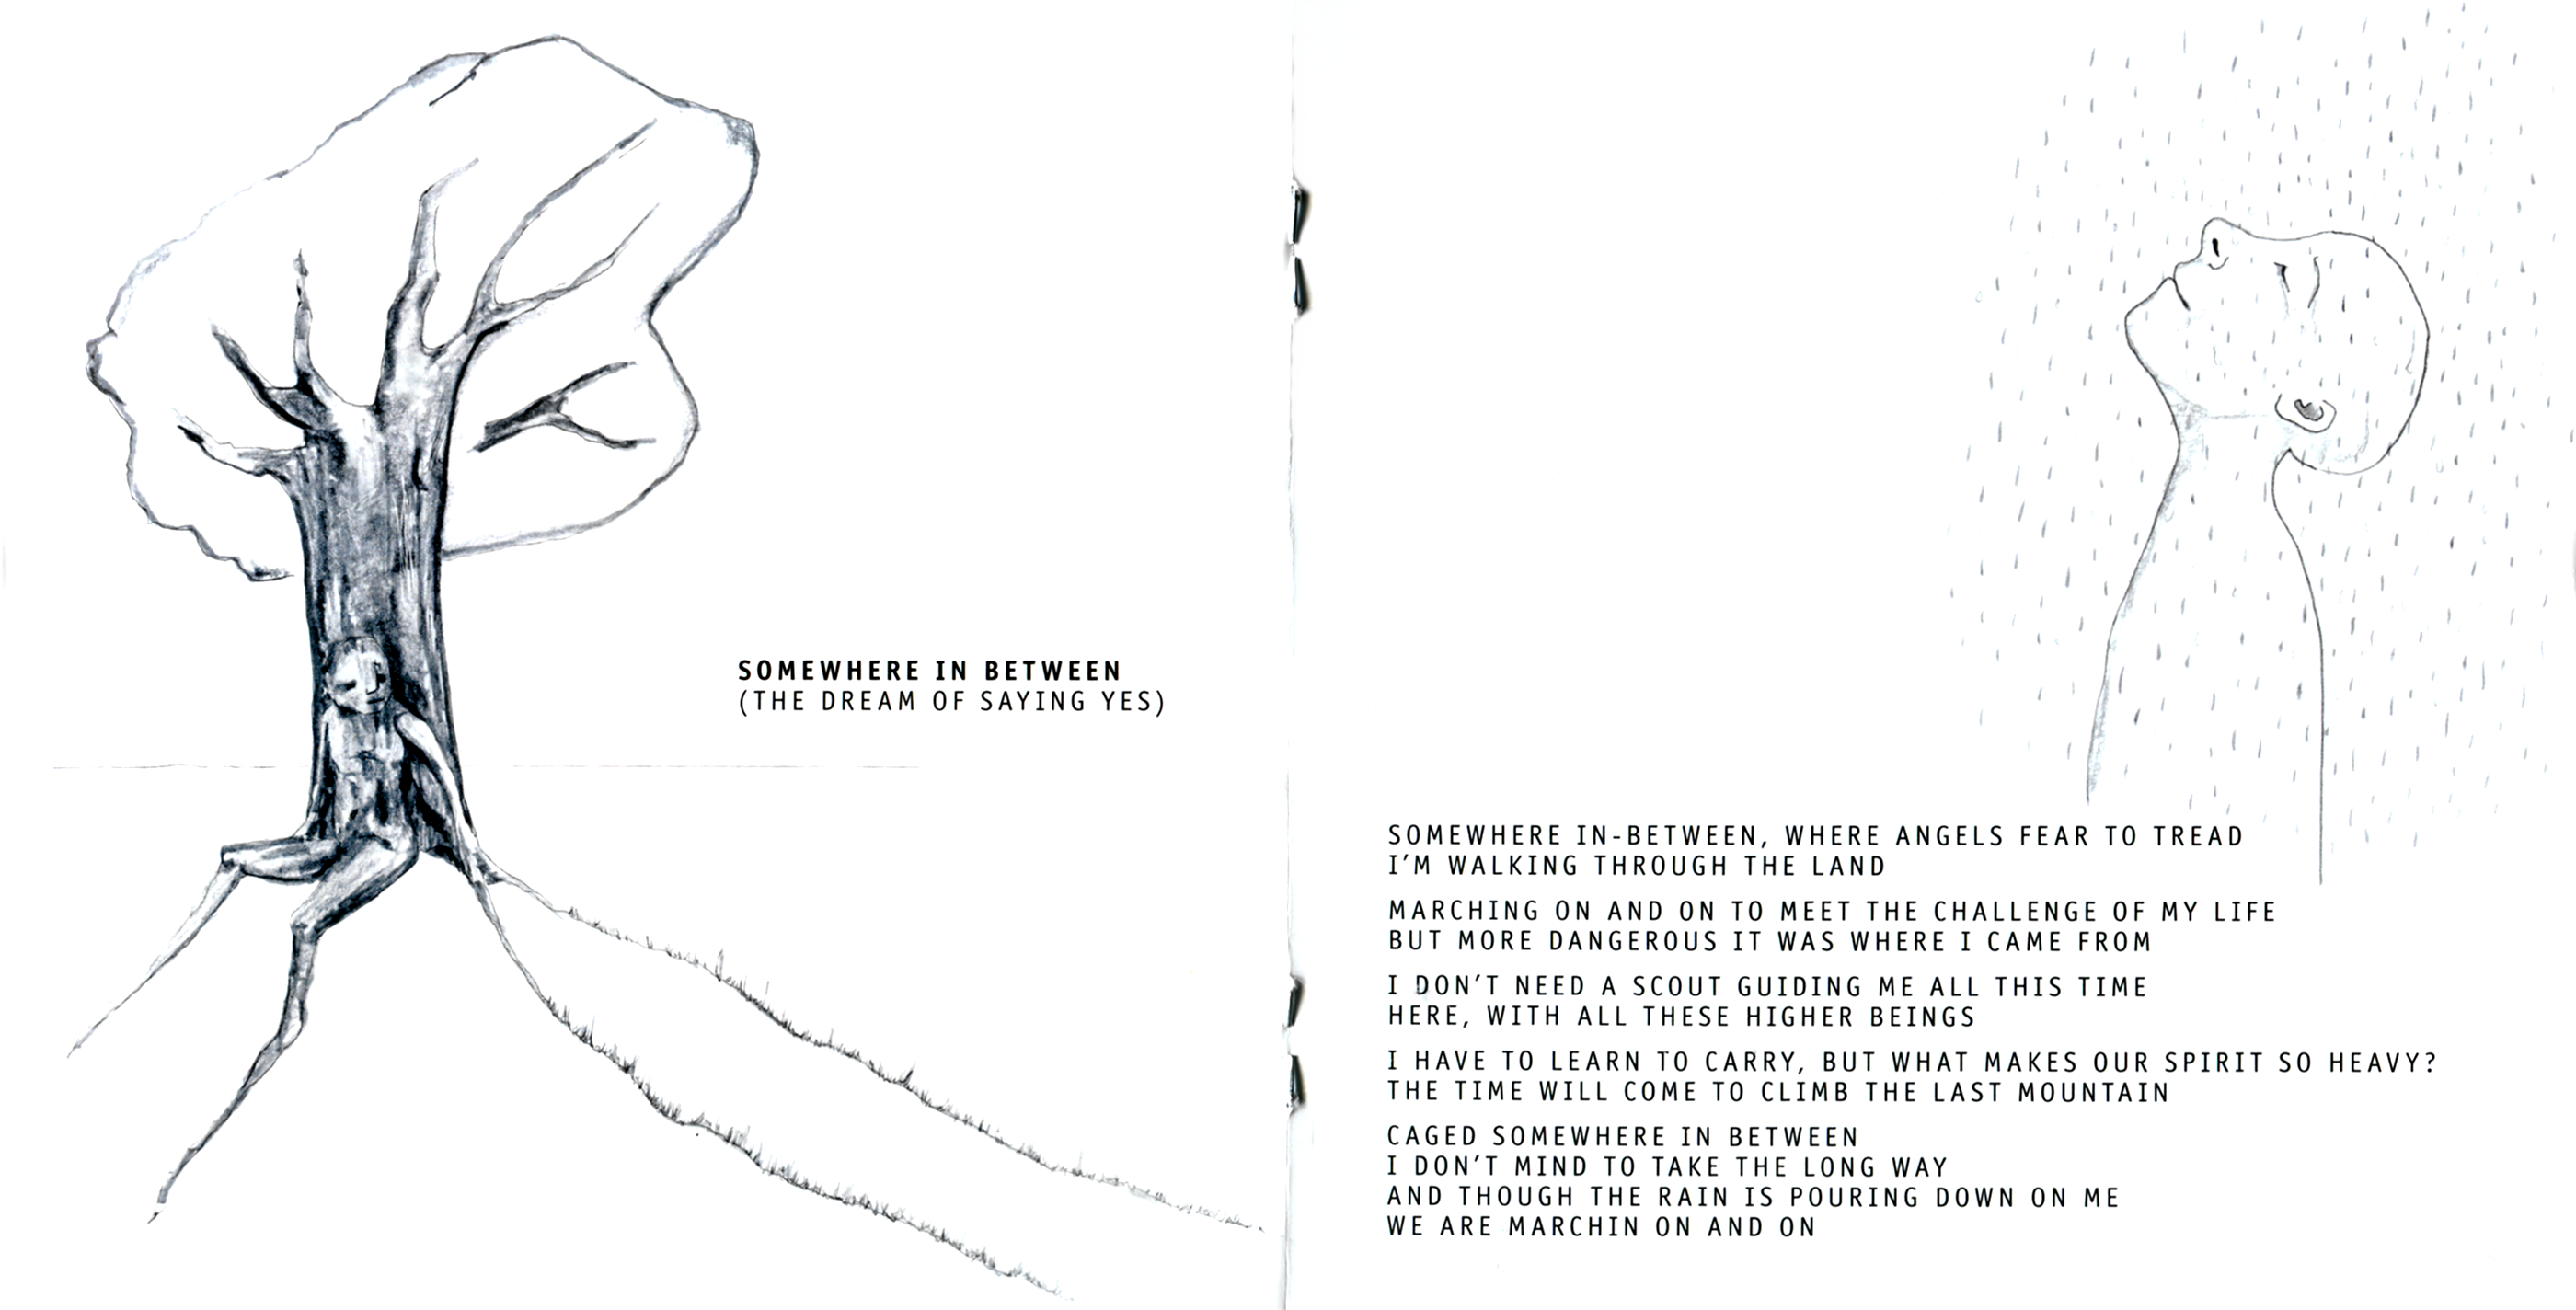 SOMEWHERE IN BETWEEN
(THE DREAM OF SAYING YES)
SOMEWHERE IN-BETWEEN, WHERE ANGELS FEAR TO TREAD
I'M WALKING THROUGH THE LAND
MARCHING ON AND ON TO MEET THE CHALLENGE OF MY LIFE
BUT MORE DANGEROUS IT WAS WHERE I CAME FROM
I DON'T NEED A SCOUT GUIDING ME ALL THIS TIME
HERE, WITH ALL THESE HIGHER BEINGS
I HAVE TO LEARN TO CARRY, BUT WHAT MAKES OUR SPIRIT SO HEAVY?
THE TIME WILL COME TO CLIMB THE LAST MOUNTAIN
CAGED SOMEWHERE IN BETWEEN
I DON'T MIND TO TAKE THE LONG WAY
AND THOUGH THE RAIN IS POURING DOWN ON ME
WE ARE MARCHIN ON AND ON